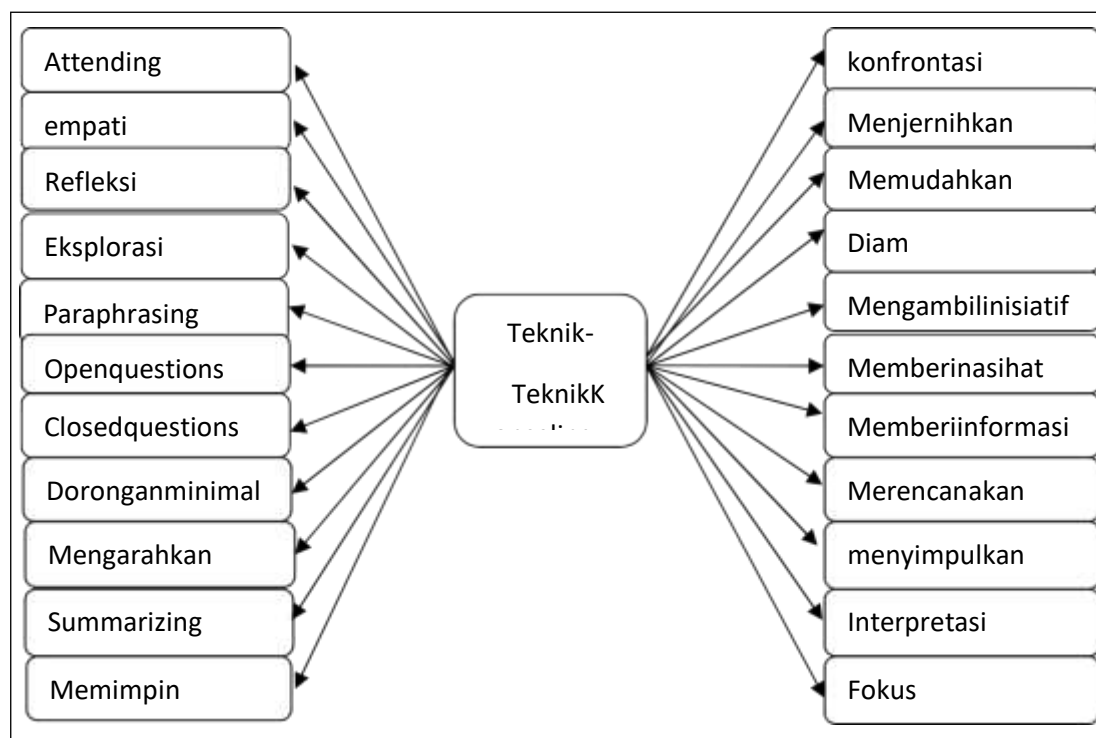 Attending
empati
Refleksi
Eksplorasi
Paraphrasing
Openquestions
Closedquestions
Doronganminimal
Mengarahkan
Summarizing
Memimpin
Teknik-
TeknikK
konfrontasi
Menjernihkan
Memudahkan
Diam
Mengambilinisiatif
Memberinasihat
Memberiinformasi
Merencanakan
menyimpulkan
Interpretasi
Fokus